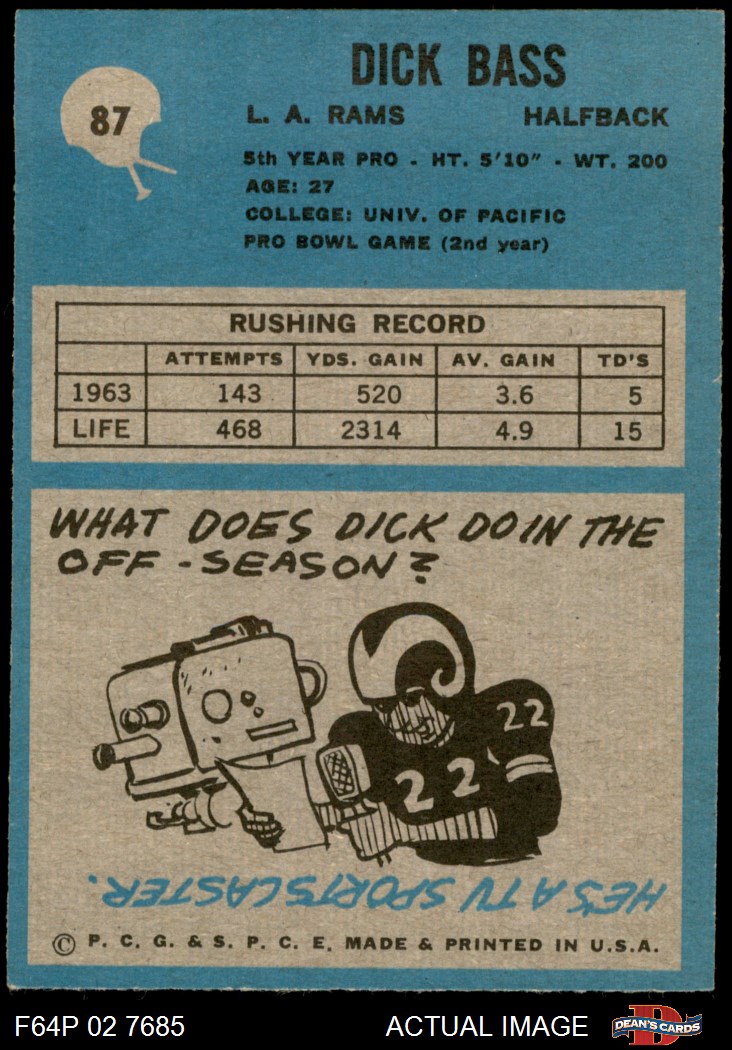 87
DICK BASS
L. A. RAMS HALFBACK
5th YEAR PRO - HT. 5'10" - WT. 200
AGE: 27
COLLEGE: UNIV. OF PACIFIC
PRO BOWL GAME (2nd year)
RUSHING RECORD
ATTEMPTS YDS. GAIN AV. GAIN TD'S
1963 143 520 3.6 5
LIFE 468 2314 4.9 15
WHAT DOES DICK DO IN THE
OFF-SEASON?
22
22
HE'S A TV SPORTSCASTER.
© P. C. G. & S. P. C. E. MADE & PRINTED IN U.S.A.
F64P 02 7685 ACTUAL IMAGE DEAN'S CARDS